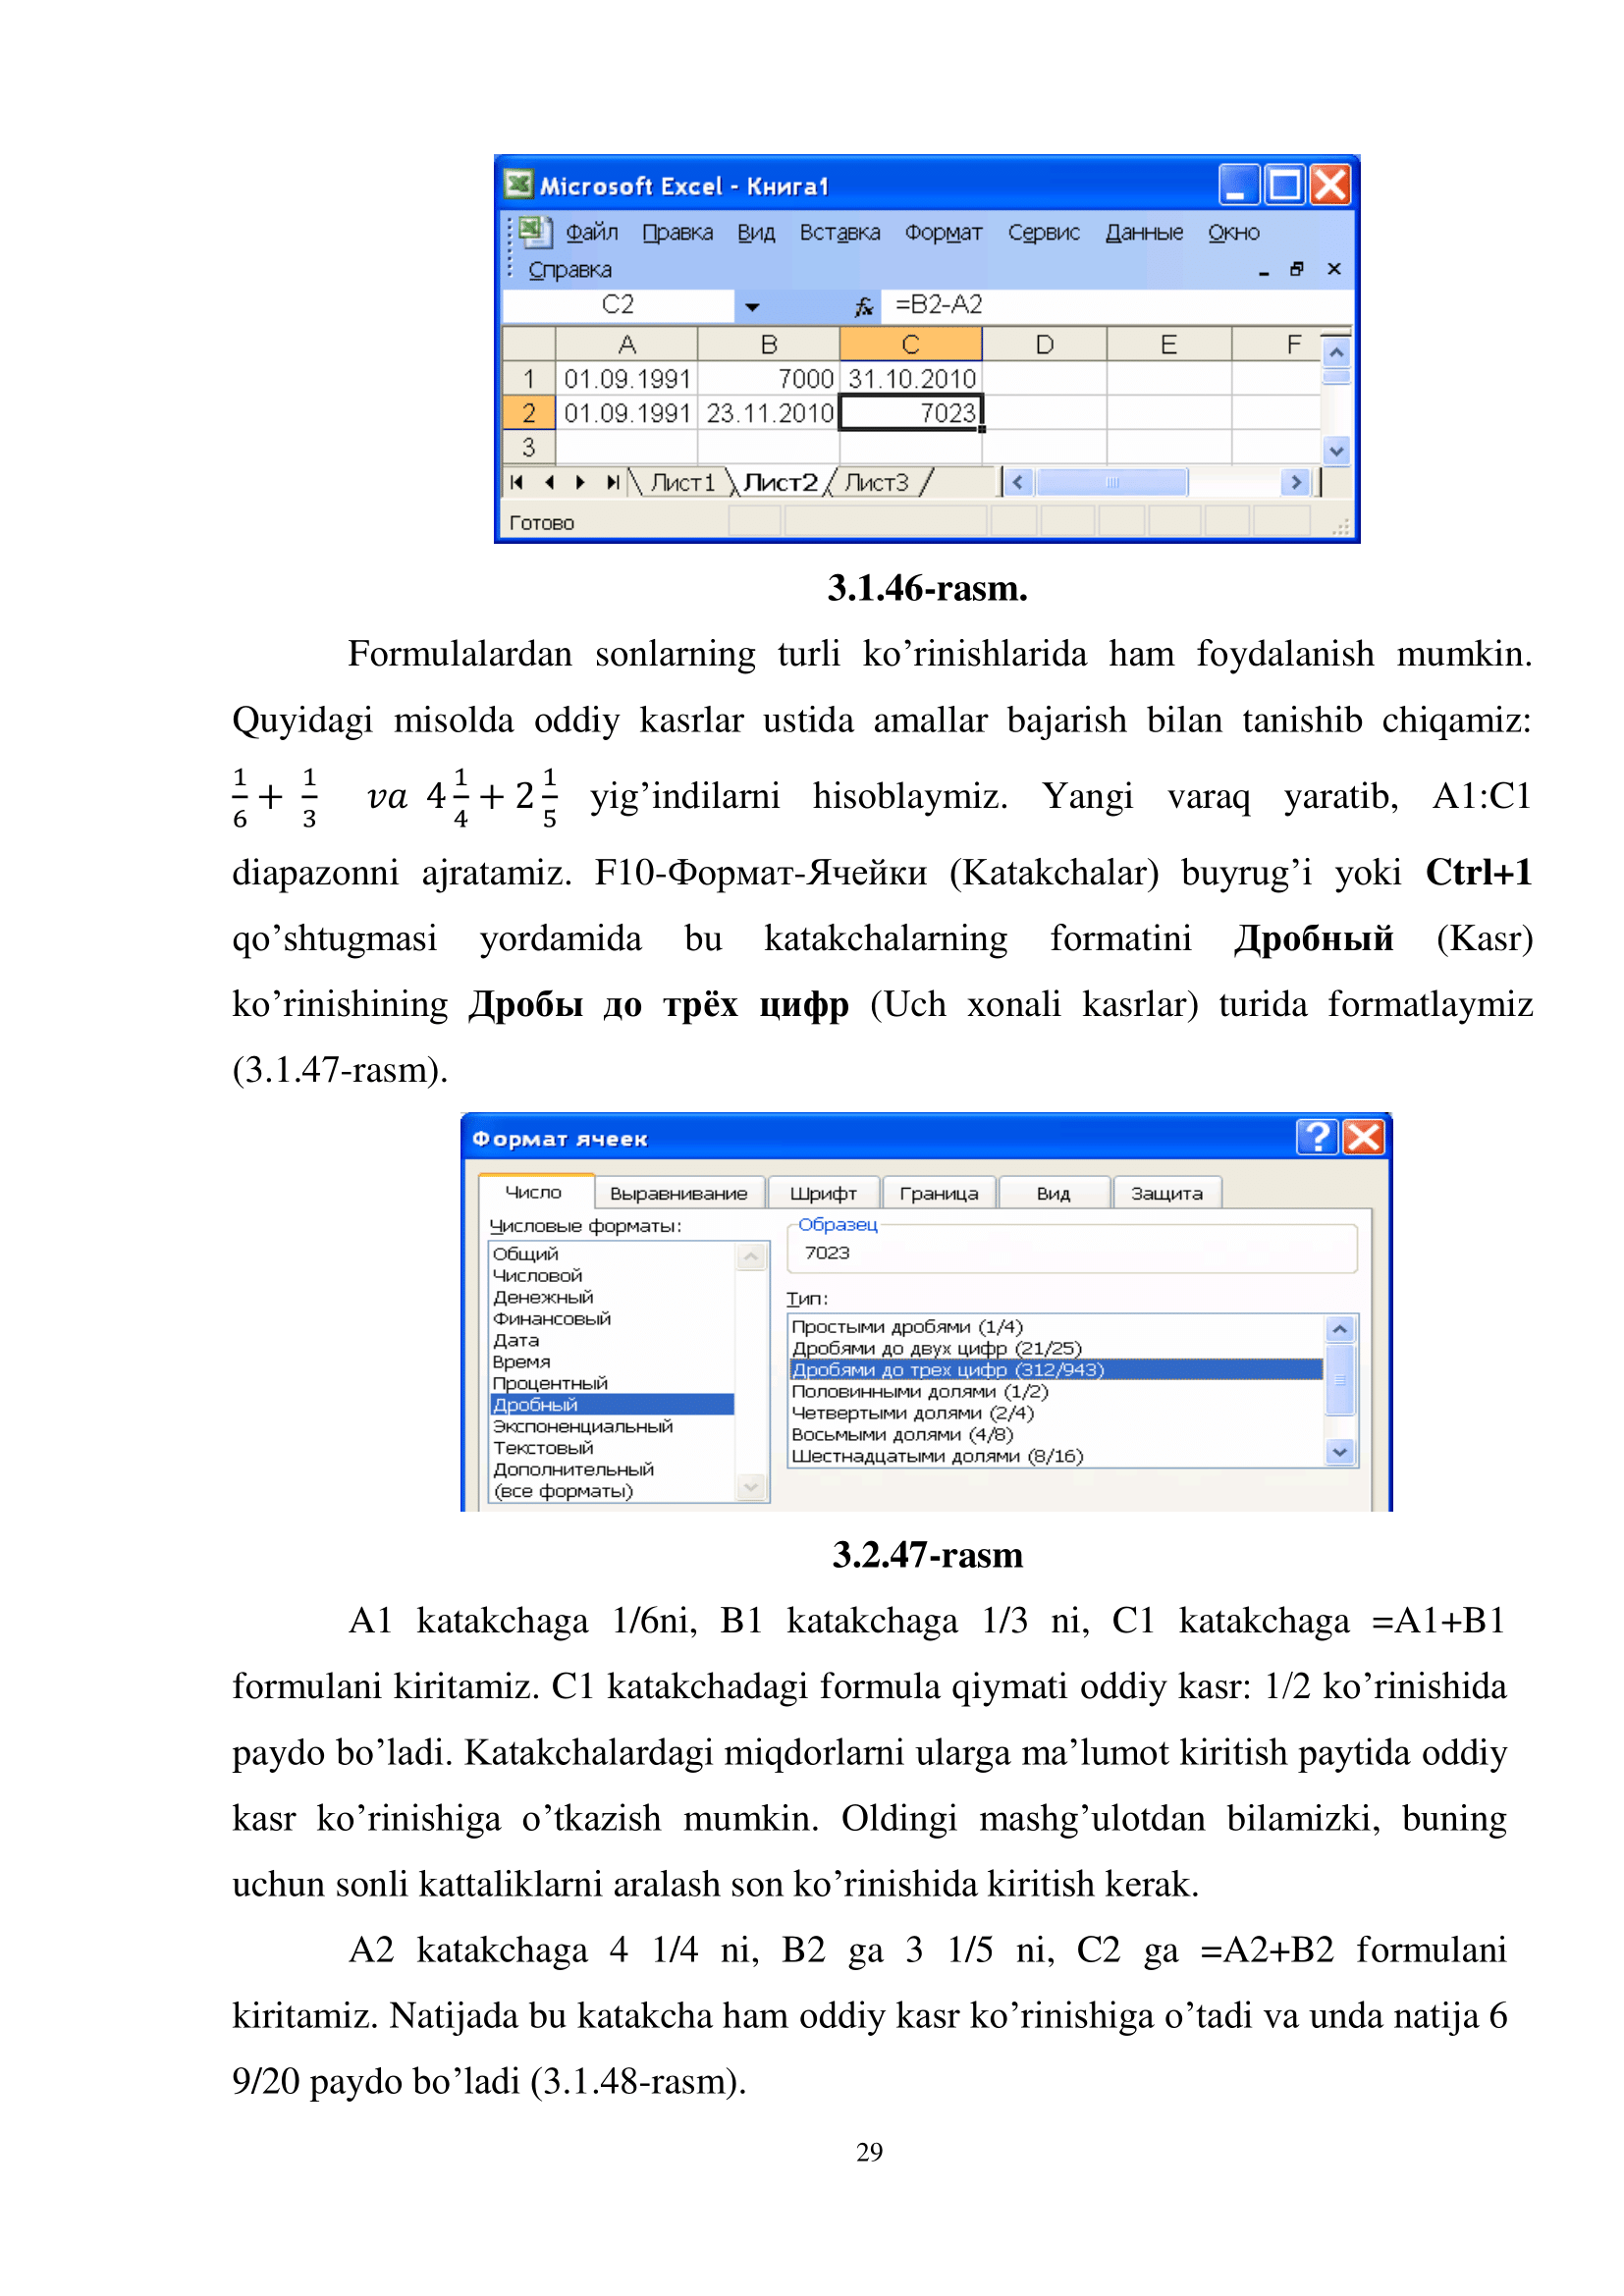 Microsoft Excel - Книга1
Файл Правка Вид Вставка Формат Сервис Данные Окно
Справка
C2 fx =B2-A2
A B C D E F
1 01.09.1991 7000 31.10.2010
2 01.09.1991 23.11.2010 7023
3
Лист1 Лист2 Лист3
Готово
3.1.46-rasm.
Formulalardan sonlarning turli ko’rinishlarida ham foydalanish mumkin.
Quyidagi misolda oddiy kasrlar ustida amallar bajarish bilan tanishib chiqamiz:
1/6 + 1/3 va 4 1/4 + 2 1/5 yig’indilarni hisoblaymiz. Yangi varaq yaratib, A1:C1
diapazonni ajratamiz. F10-Формат-Ячейки (Katakchalar) buyrug’i yoki Ctrl+1
qo’shtugmasi yordamida bu katakchalarning formatini Дробный (Kasr)
ko’rinishining Дробы до трёх цифр (Uch xonali kasrlar) turida formatlaymiz
(3.1.47-rasm).
Формат ячеек
Число Выравнивание Шрифт Граница Вид Защита
Числовые форматы:
Общий
Числовой
Денежный
Финансовый
Дата
Время
Процентный
Дробный
Экспоненциальный
Текстовый
Дополнительный
(все форматы)
Образец
7023
Тип:
Простыми дробями (1/4)
Дробями до двух цифр (21/25)
Дробями до трех цифр (312/943)
Половинными долями (1/2)
Четвертыми долями (2/4)
Восьмыми долями (4/8)
Шестнадцатыми долями (8/16)
3.2.47-rasm
A1 katakchaga 1/6ni, B1 katakchaga 1/3 ni, C1 katakchaga =A1+B1
formulani kiritamiz. C1 katakchadagi formula qiymati oddiy kasr: 1/2 ko’rinishida
paydo bo’ladi. Katakchalardagi miqdorlarni ularga ma’lumot kiritish paytida oddiy
kasr ko’rinishiga o’tkazish mumkin. Oldingi mashg’ulotdan bilamizki, buning
uchun sonli kattaliklarni aralash son ko’rinishida kiritish kerak.
A2 katakchaga 4 1/4 ni, B2 ga 3 1/5 ni, C2 ga =A2+B2 formulani
kiritamiz. Natijada bu katakcha ham oddiy kasr ko’rinishiga o’tadi va unda natija 6
9/20 paydo bo’ladi (3.1.48-rasm).
29